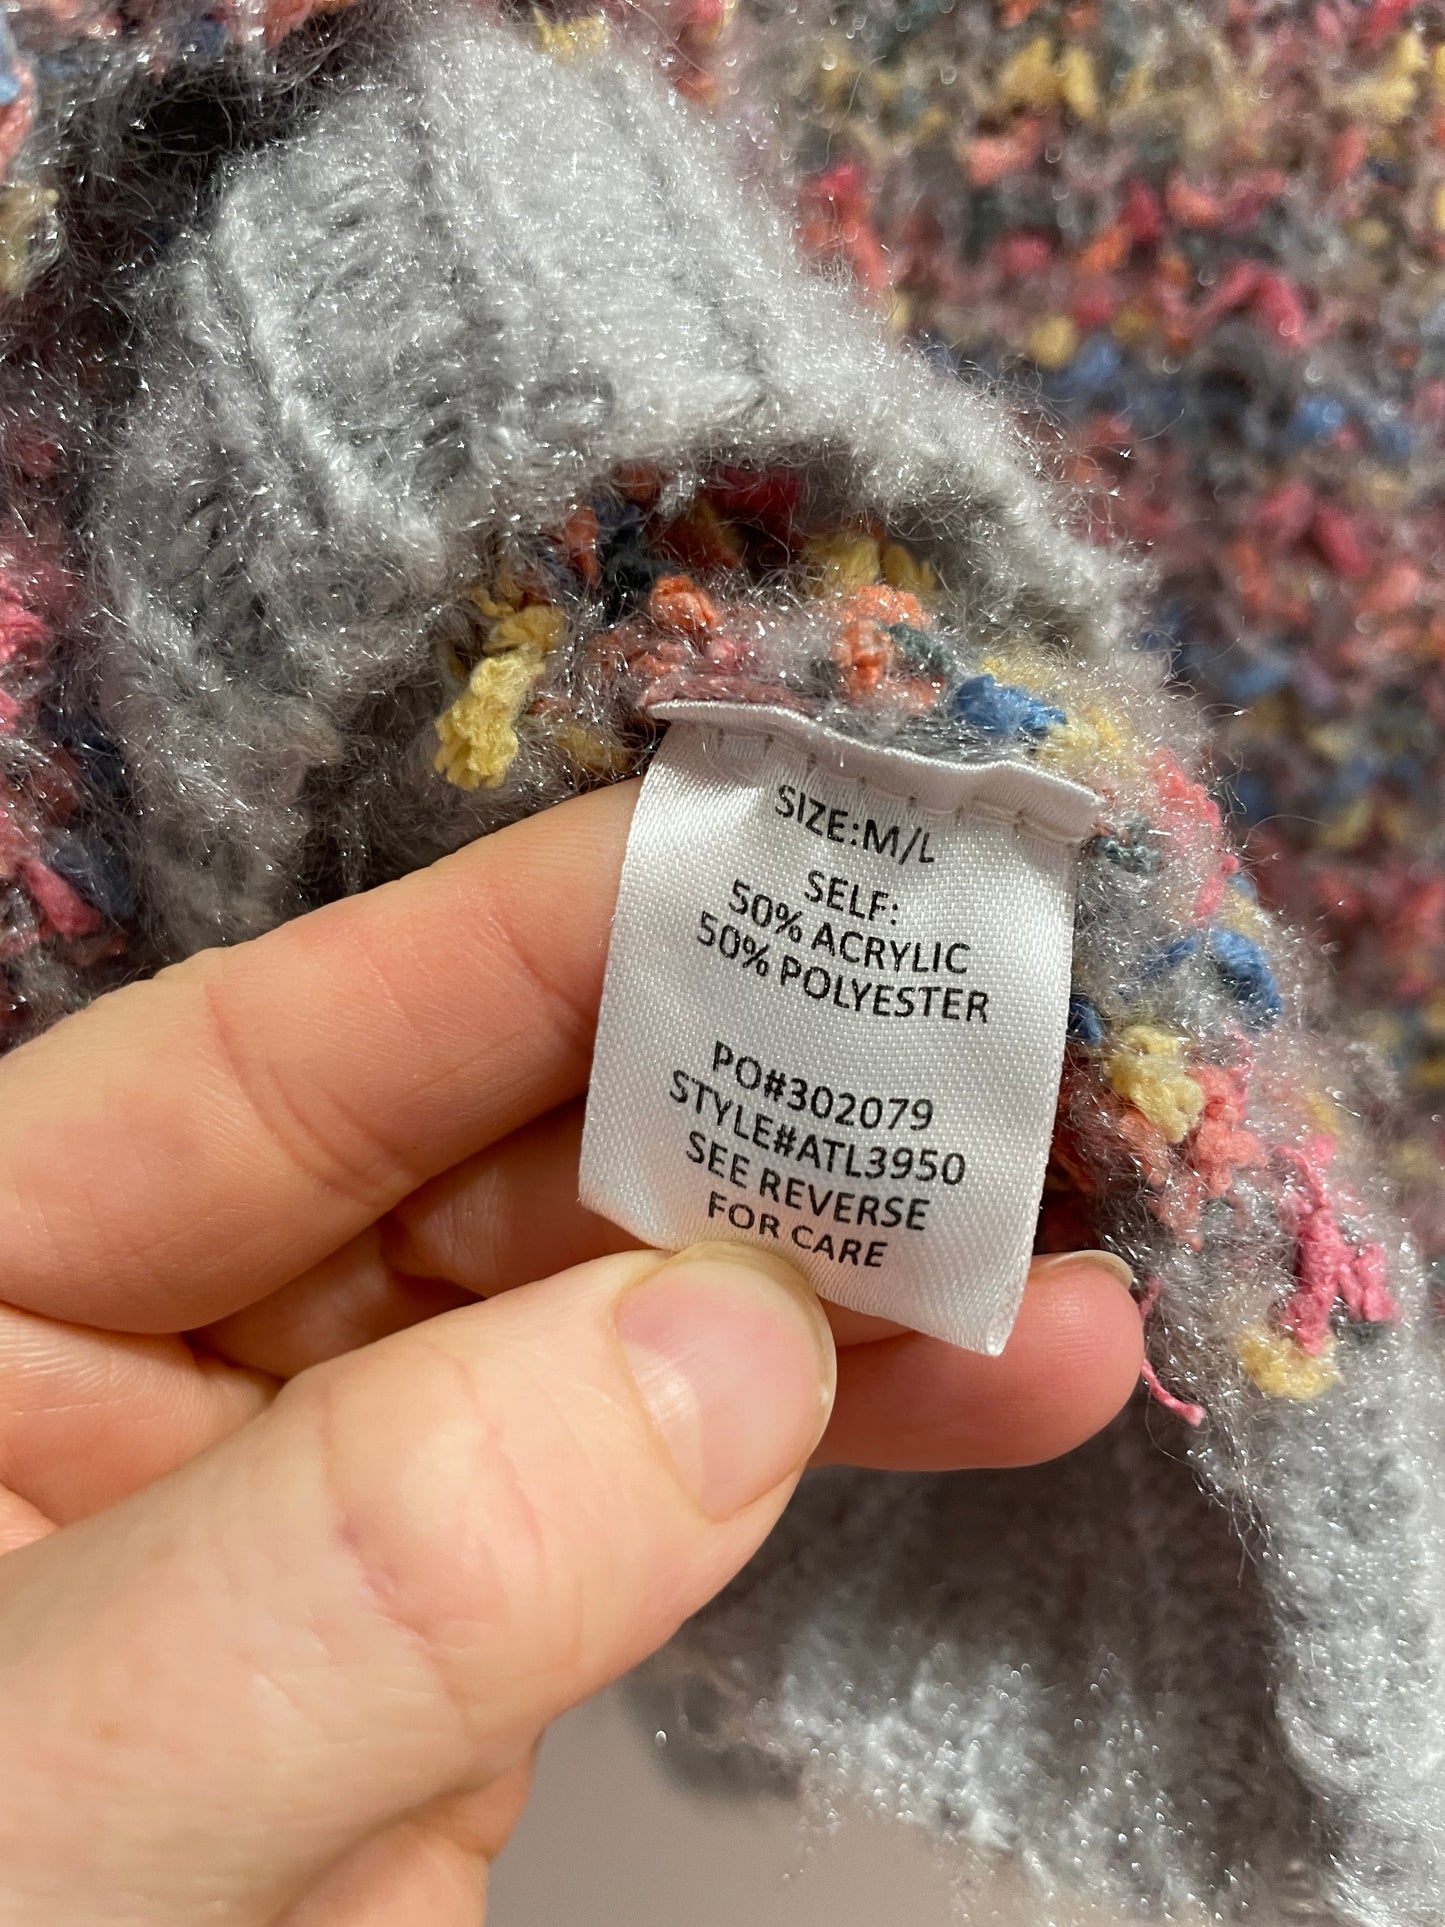 SIZE:M/L
SELF:
50% ACRYLIC
50% POLYESTER
PO#302079
STYLE#ATL3950
SEE REVERSE
FOR CARE